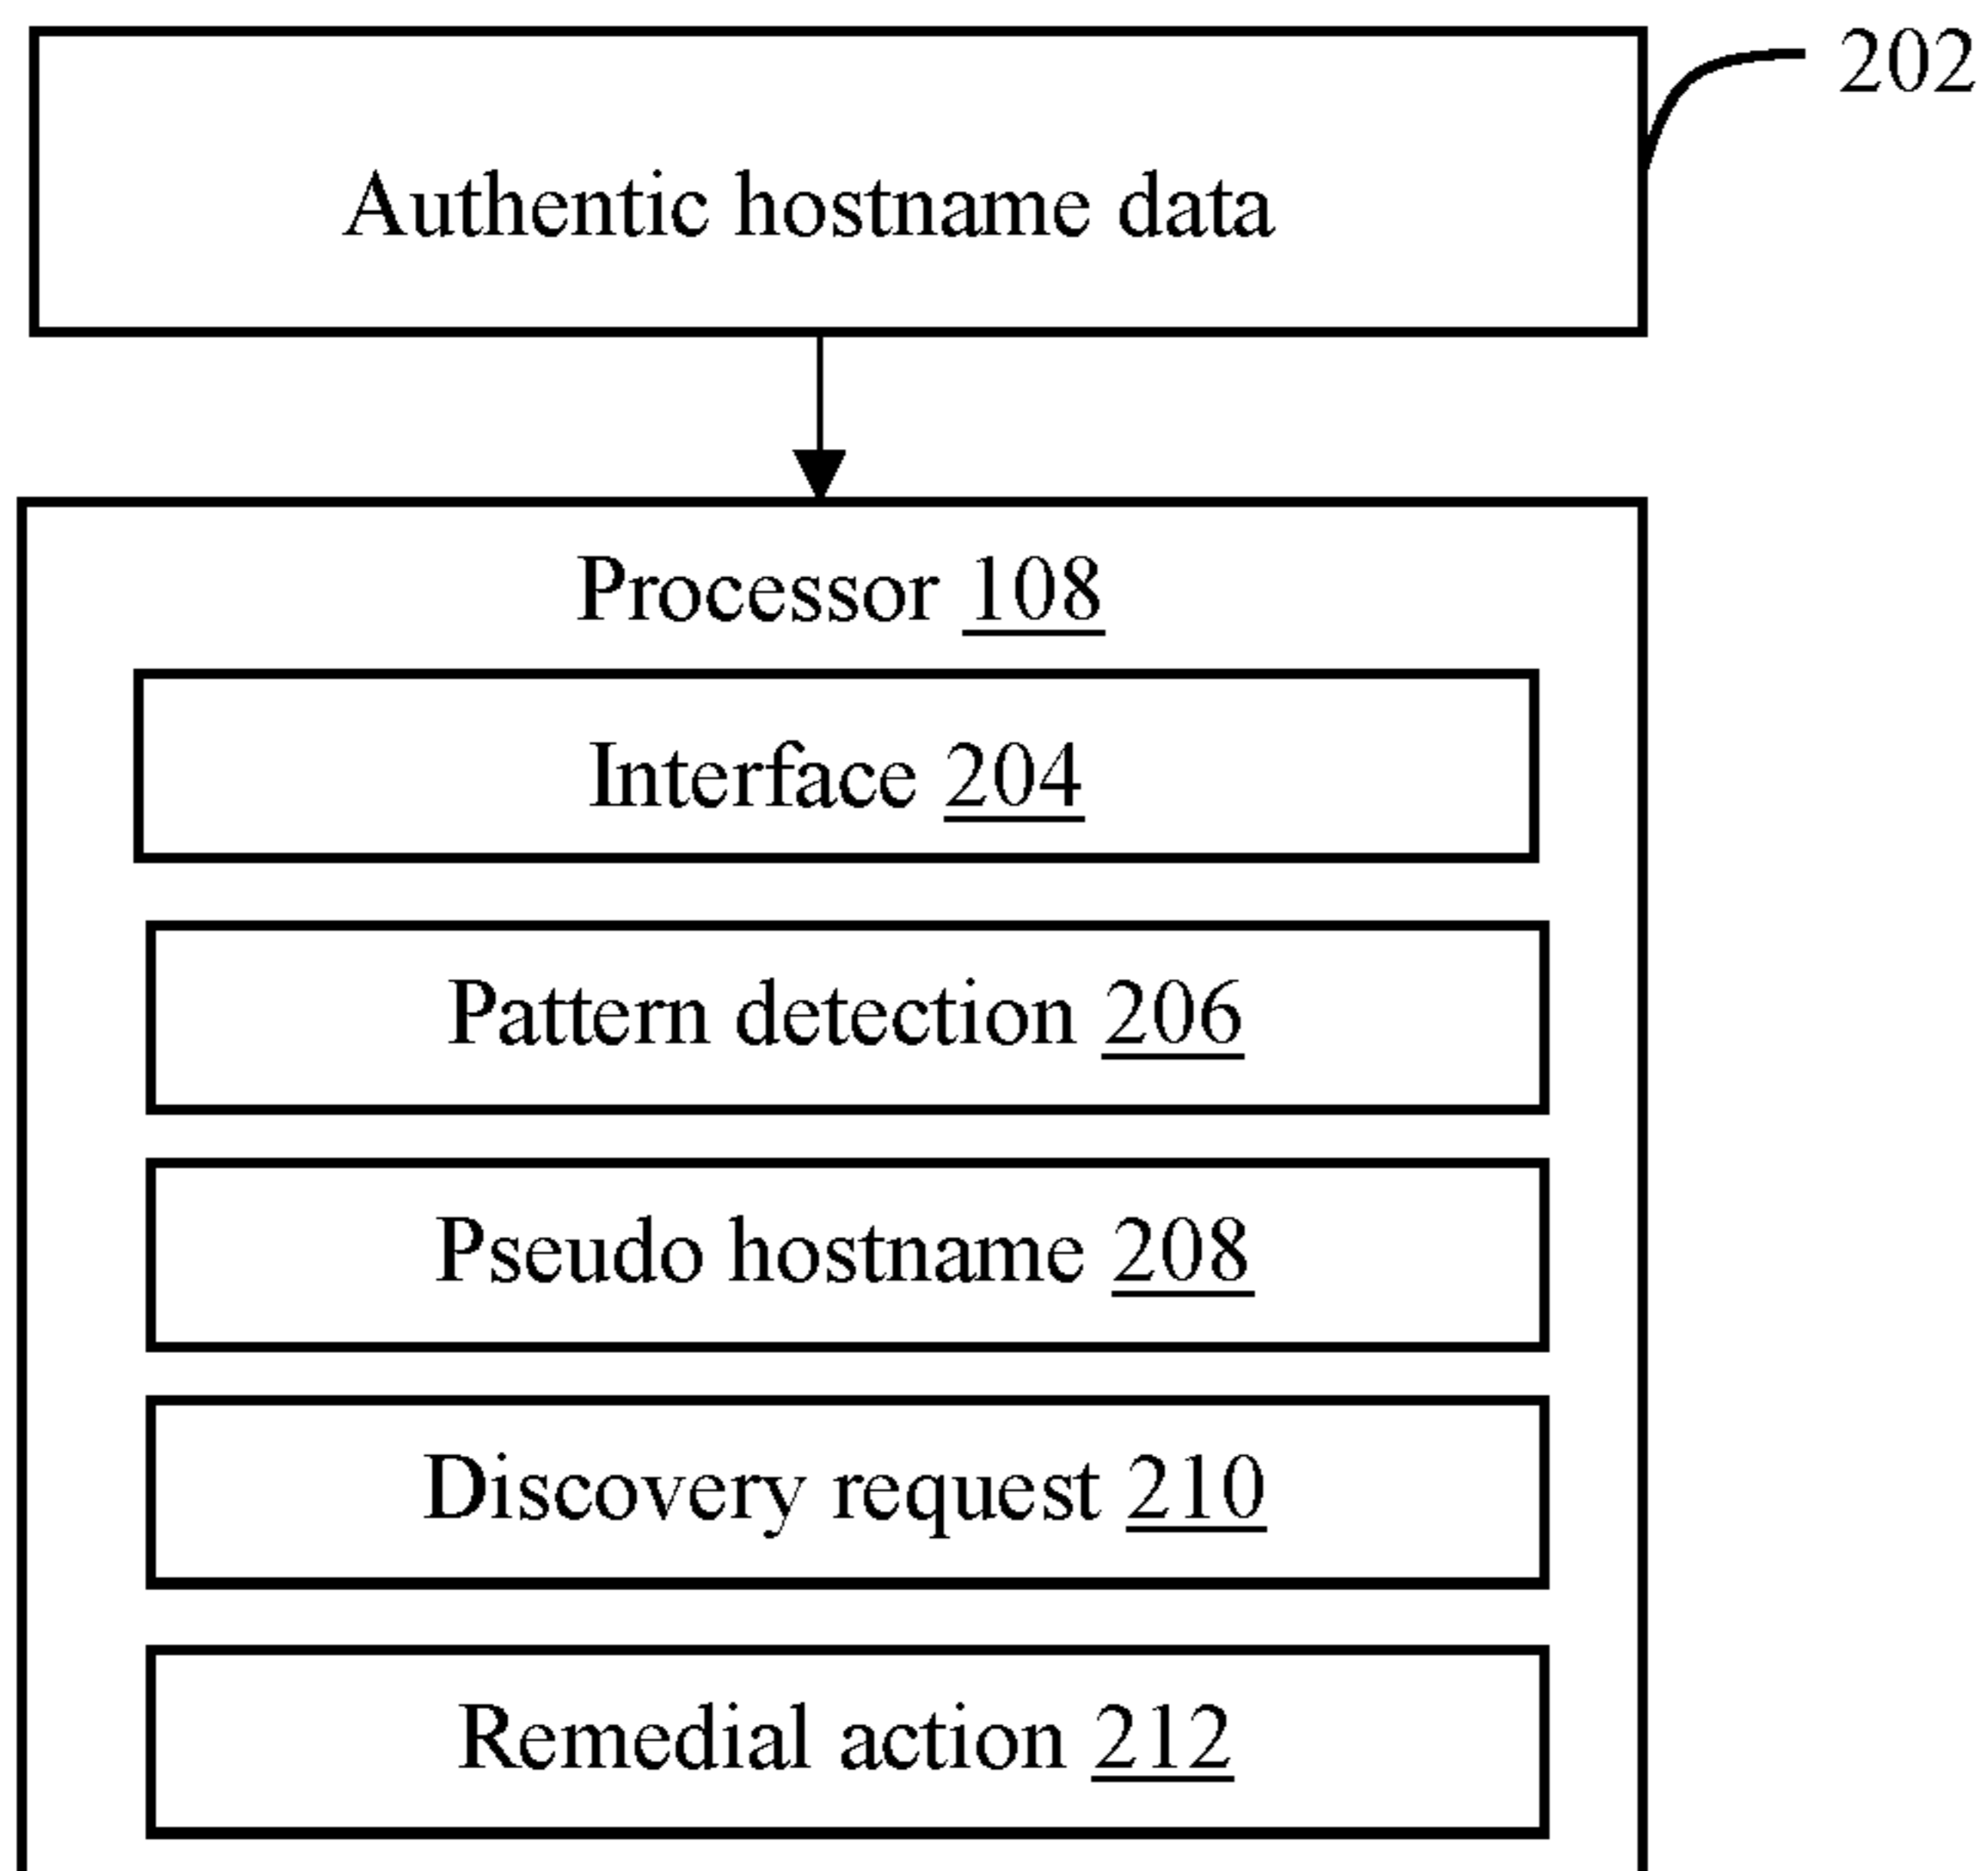 202
Authentic hostname data
Processor 108
Interface 204
Pattern detection 206
Pseudo hostname 208
Discovery request 210
Remedial action 212